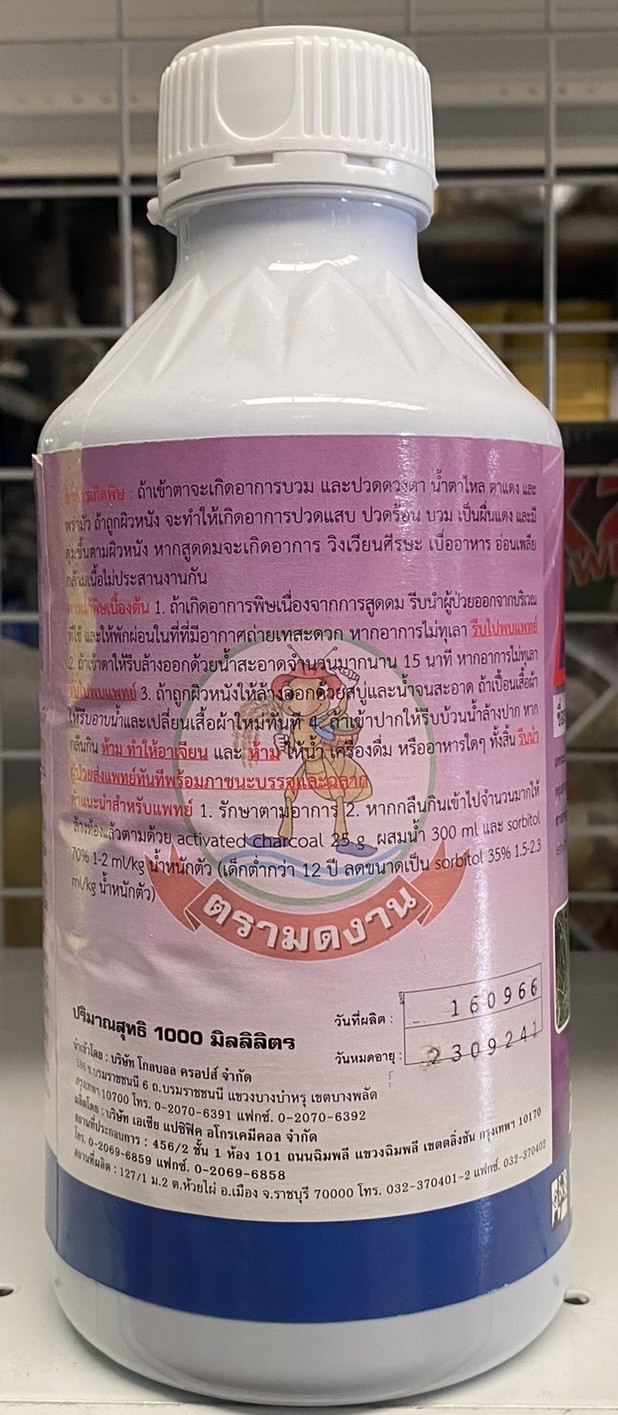 อาการเกิดพิษ : ถ้าเข้าตาจะเกิดอาการบวม และปวดดวงตา น้ำตาไหล ตาแดง และ
พร่ามัว ถ้าถูกผิวหนัง จะทำให้เกิดอาการปวดแสบ ปวดร้อน บวม เป็นผื่นแดง และมี
ตุ่มขึ้นตามผิวหนัง หากสูดดมจะเกิดอาการ วิงเวียนศีรษะ เบื่ออาหาร อ่อนเพลีย
กล้ามเนื้อไม่ประสานงานกัน
การแก้พิษเบื้องต้น 1. ถ้าเกิดอาการพิษเนื่องจากการสูดดม รีบนำผู้ป่วยออกจากบริเวณ
ที่ใช้ และให้พักผ่อนในที่ที่มีอากาศถ่ายเทสะดวก หากอาการไม่ทุเลา รีบไปพบแพทย์
2. ถ้าเข้าตาให้รีบล้างออกด้วยน้ำสะอาดจำนวนมากนาน 15 นาที หากอาการไม่ทุเลา
รีบไปพบแพทย์ 3. ถ้าถูกผิวหนังให้ล้างออกด้วยสบู่และน้ำจนสะอาด ถ้าเปื้อนเสื้อผ้า
ให้รีบอาบน้ำและเปลี่ยนเสื้อผ้าใหม่ทันที 4. ถ้าเข้าปากให้รีบบ้วนน้ำล้างปาก หาก
กลืนกิน ห้าม ทำให้อาเจียน และ ห้าม ให้น้ำ เครื่องดื่ม หรืออาหารใดๆ ทั้งสิ้น รีบนำ
ผู้ป่วยส่งแพทย์ทันทีพร้อมภาชนะบรรจุและฉลาก
คำแนะนำสำหรับแพทย์ 1. รักษาตามอาการ 2. หากกลืนกินเข้าไปจำนวนมากให้
ล้างท้องแล้วตามด้วย activated charcoal 25 g. ผสมน้ำ 300 ml และ sorbitol
70% 1-2 ml/kg น้ำหนักตัว (เด็กต่ำกว่า 12 ปี ลดขนาดเป็น sorbitol 35% 1.5-2.3
ml/kg น้ำหนักตัว)
ตรามดงาน
ปริมาณสุทธิ 1000 มิลลิลิตร
วันที่ผลิต : 160966
วันหมดอายุ : 2309241
นำเข้าโดย : บริษัท โกลบอล ครอปส์ จำกัด
ซ.บรมราชชนนี 6 ถ.บรมราชชนนี แขวงบางบำหรุ เขตบางพลัด
กรุงเทพฯ 10700 โทร. 0-2070-6391 แฟกซ์. 0-2070-6392
ผลิตโดย : บริษัท เอเชีย แปซิฟิค อโกรเคมีคอล จำกัด
สถานที่ประกอบการ : 456/2 ชั้น 1 ห้อง 101 ถนนฉิมพลี แขวงฉิมพลี เขตตลิ่งชัน กรุงเทพฯ 10170
โทร. 0-2069-6859 แฟกซ์. 0-2069-6858
สถานที่ผลิต : 127/1 ม.2 ต.ห้วยไผ่ อ.เมือง จ.ราชบุรี 70000 โทร. 032-370401-2 แฟกซ์. 032-370402